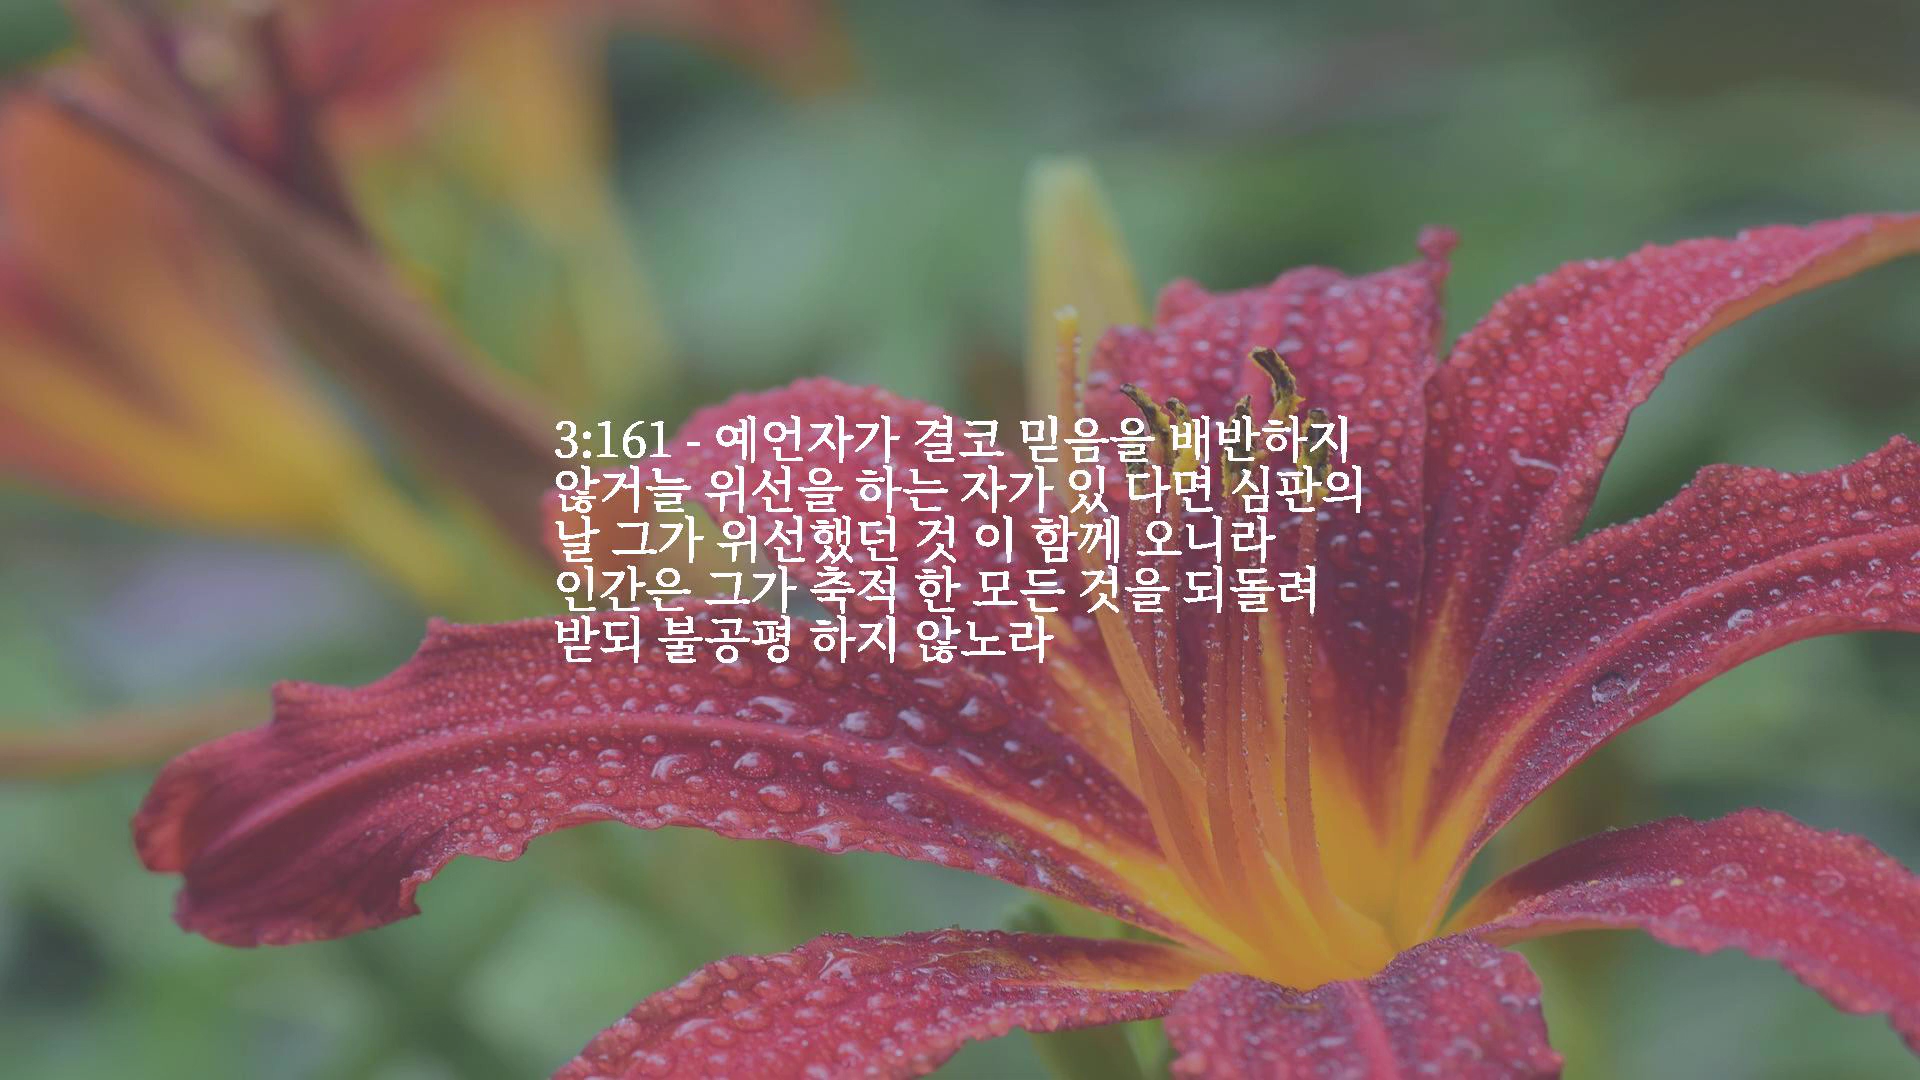 3:161 - 예언자가 결코 믿음을 배반하지
않거늘 위선을 하는 자가 있 다면 심판의
날 그가 위선했던 것 이 함께 오니라
인간은 그가 축적 한 모든 것을 되돌려
받되 불공평 하지 않노라